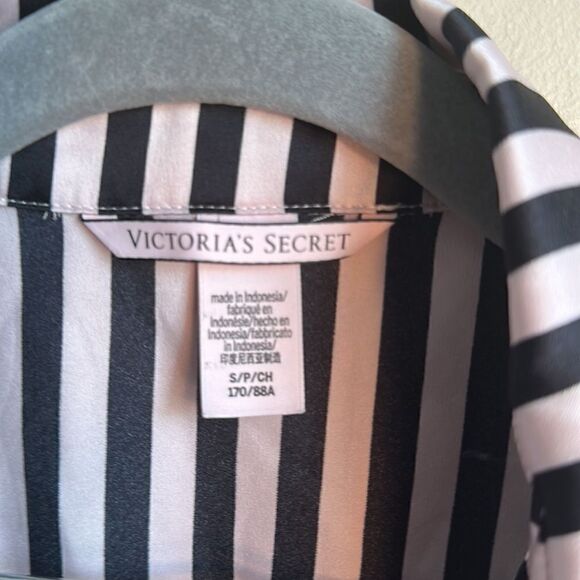 VICTORIA'S SECRET
made in Indonesia/
fabriqué en
Indonésie/hecho en
Indonesia/fabbricato
in Indonesia/
印度尼西亚制造
S/P/CH
170/88A